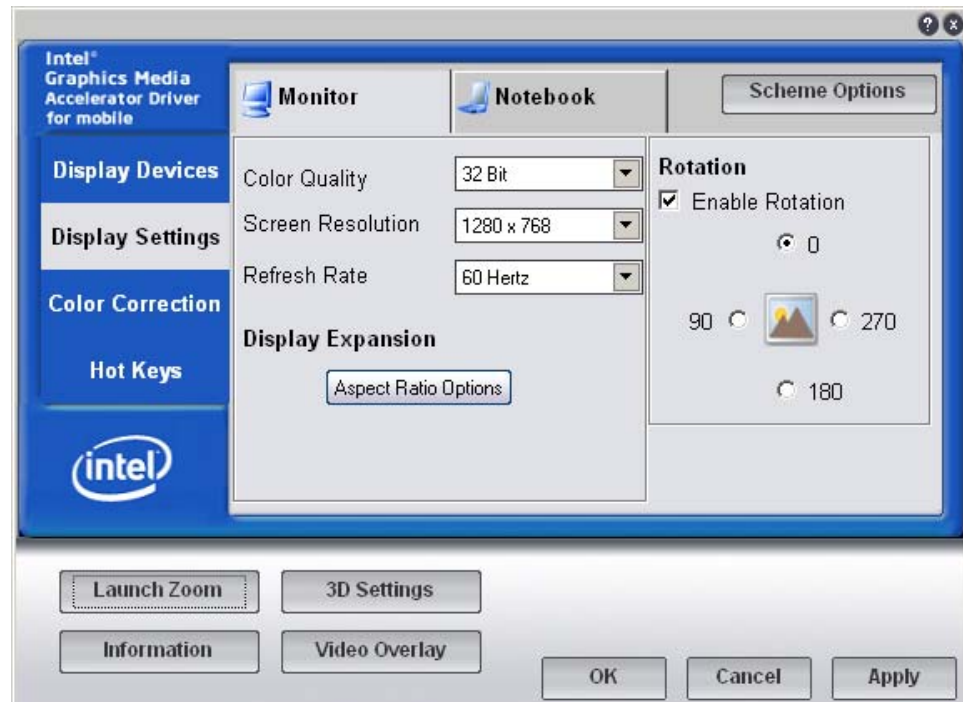 Intel®
Graphics Media
Accelerator Driver
for mobile
Monitor
Notebook
Scheme Options
Display Devices
Display Settings
Color Correction
Hot Keys
intel
Color Quality
32 Bit
Screen Resolution
1280 x 768
Refresh Rate
60 Hertz
Display Expansion
Aspect Ratio Options
Rotation
Enable Rotation
0
90
270
180
Launch Zoom
3D Settings
Information
Video Overlay
OK
Cancel
Apply